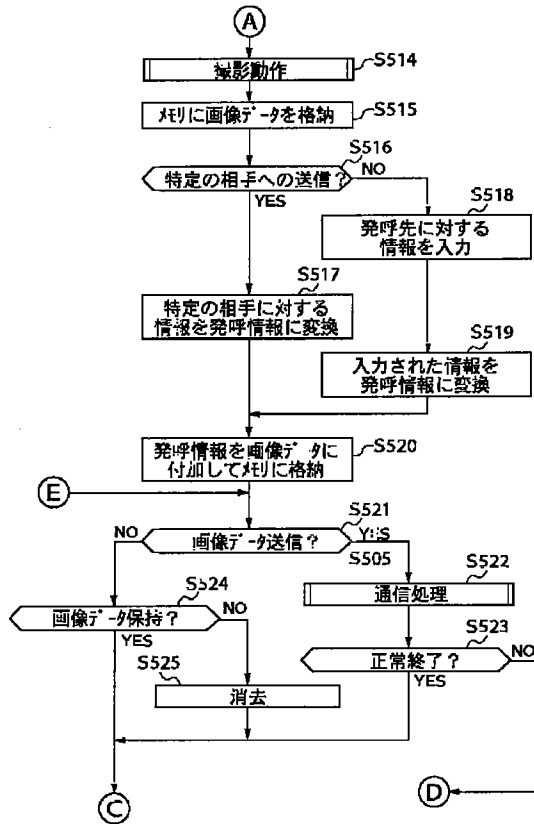 A
撮影動作
S514
メモリに画像データを格納
S515
S516
特定の相手への送信？
NO
YES
S518
発呼先に対する
情報を入力
S517
特定の相手に対する
情報を発呼情報に変換
S519
入力された情報を
発呼情報に変換
発呼情報を画像データに
付加してメモリに格納
S520
E
S521
NO
画像データ送信？
YES
S505
S522
通信処理
S524
画像データ保持？
NO
YES
S523
正常終了？
NO
YES
S525
消去
C
D